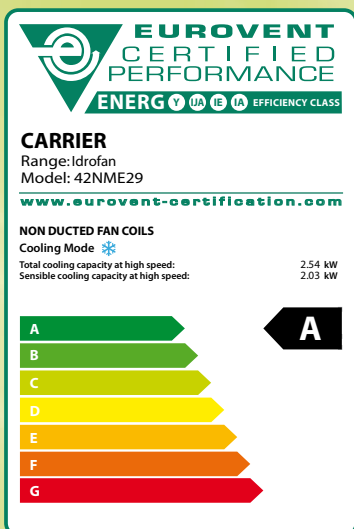 EUROVENT
CERTIFIED
PERFORMANCE
ENERG Y IJA IE IA EFFICIENCY CLASS
CARRIER
Range: Idrofan
Model: 42NME29
www.eurovent-certification.com
NON DUCTED FAN COILS
Cooling Mode
Total cooling capacity at high speed: 2.54 kW
Sensible cooling capacity at high speed: 2.03 kW
A A
B
C
D
E
F
G